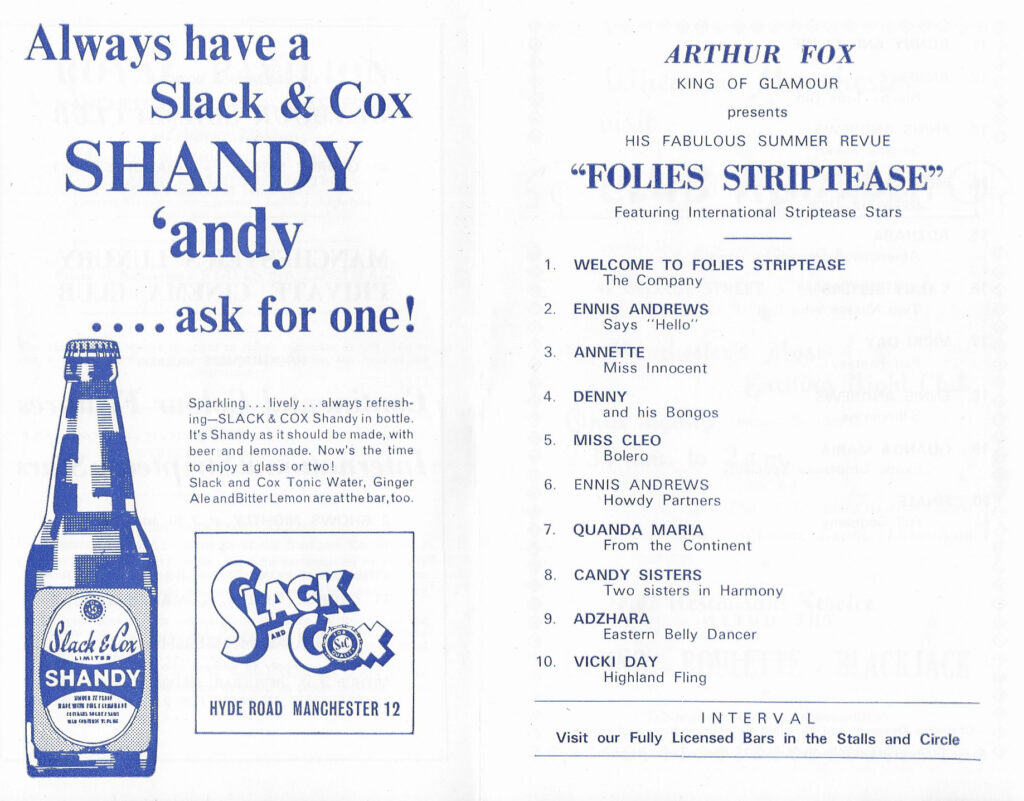 Always have a
Slack & Cox
SHANDY
'andy
....ask for one!
Sparkling...lively...always refresh-
ing—SLACK & COX Shandy in bottle.
It's Shandy as it should be made, with
beer and lemonade. Now's the time
to enjoy a glass or two!
Slack and Cox Tonic Water, Ginger
Ale and Bitter Lemon are at the bar, too.
Slack & Cox
LIMITED
SHANDY
SLACK
AND
COX
HYDE ROAD MANCHESTER 12
ARTHUR FOX
KING OF GLAMOUR
presents
HIS FABULOUS SUMMER REVUE
"FOLIES STRIPTEASE"
Featuring International Striptease Stars
1. WELCOME TO FOLIES STRIPTEASE
The Company
2. ENNIS ANDREWS
Says "Hello"
3. ANNETTE
Miss Innocent
4. DENNY
and his Bongos
5. MISS CLEO
Bolero
6. ENNIS ANDREWS
Howdy Partners
7. QUANDA MARIA
From the Continent
8. CANDY SISTERS
Two sisters in Harmony
9. ADZHARA
Eastern Belly Dancer
10. VICKI DAY
Highland Fling
INTERVAL
Visit our Fully Licensed Bars in the Stalls and Circle